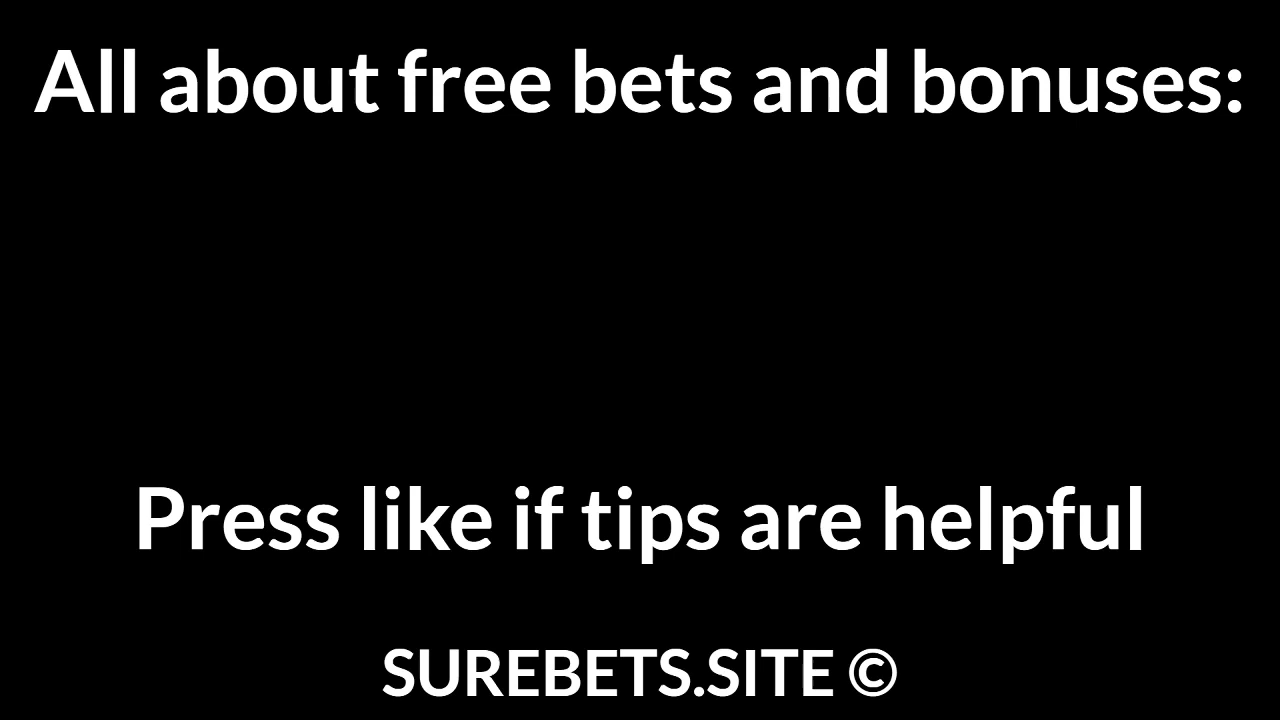 All about free bets and bonuses:
Press like if tips are helpful
SUREBETS.SITE ©